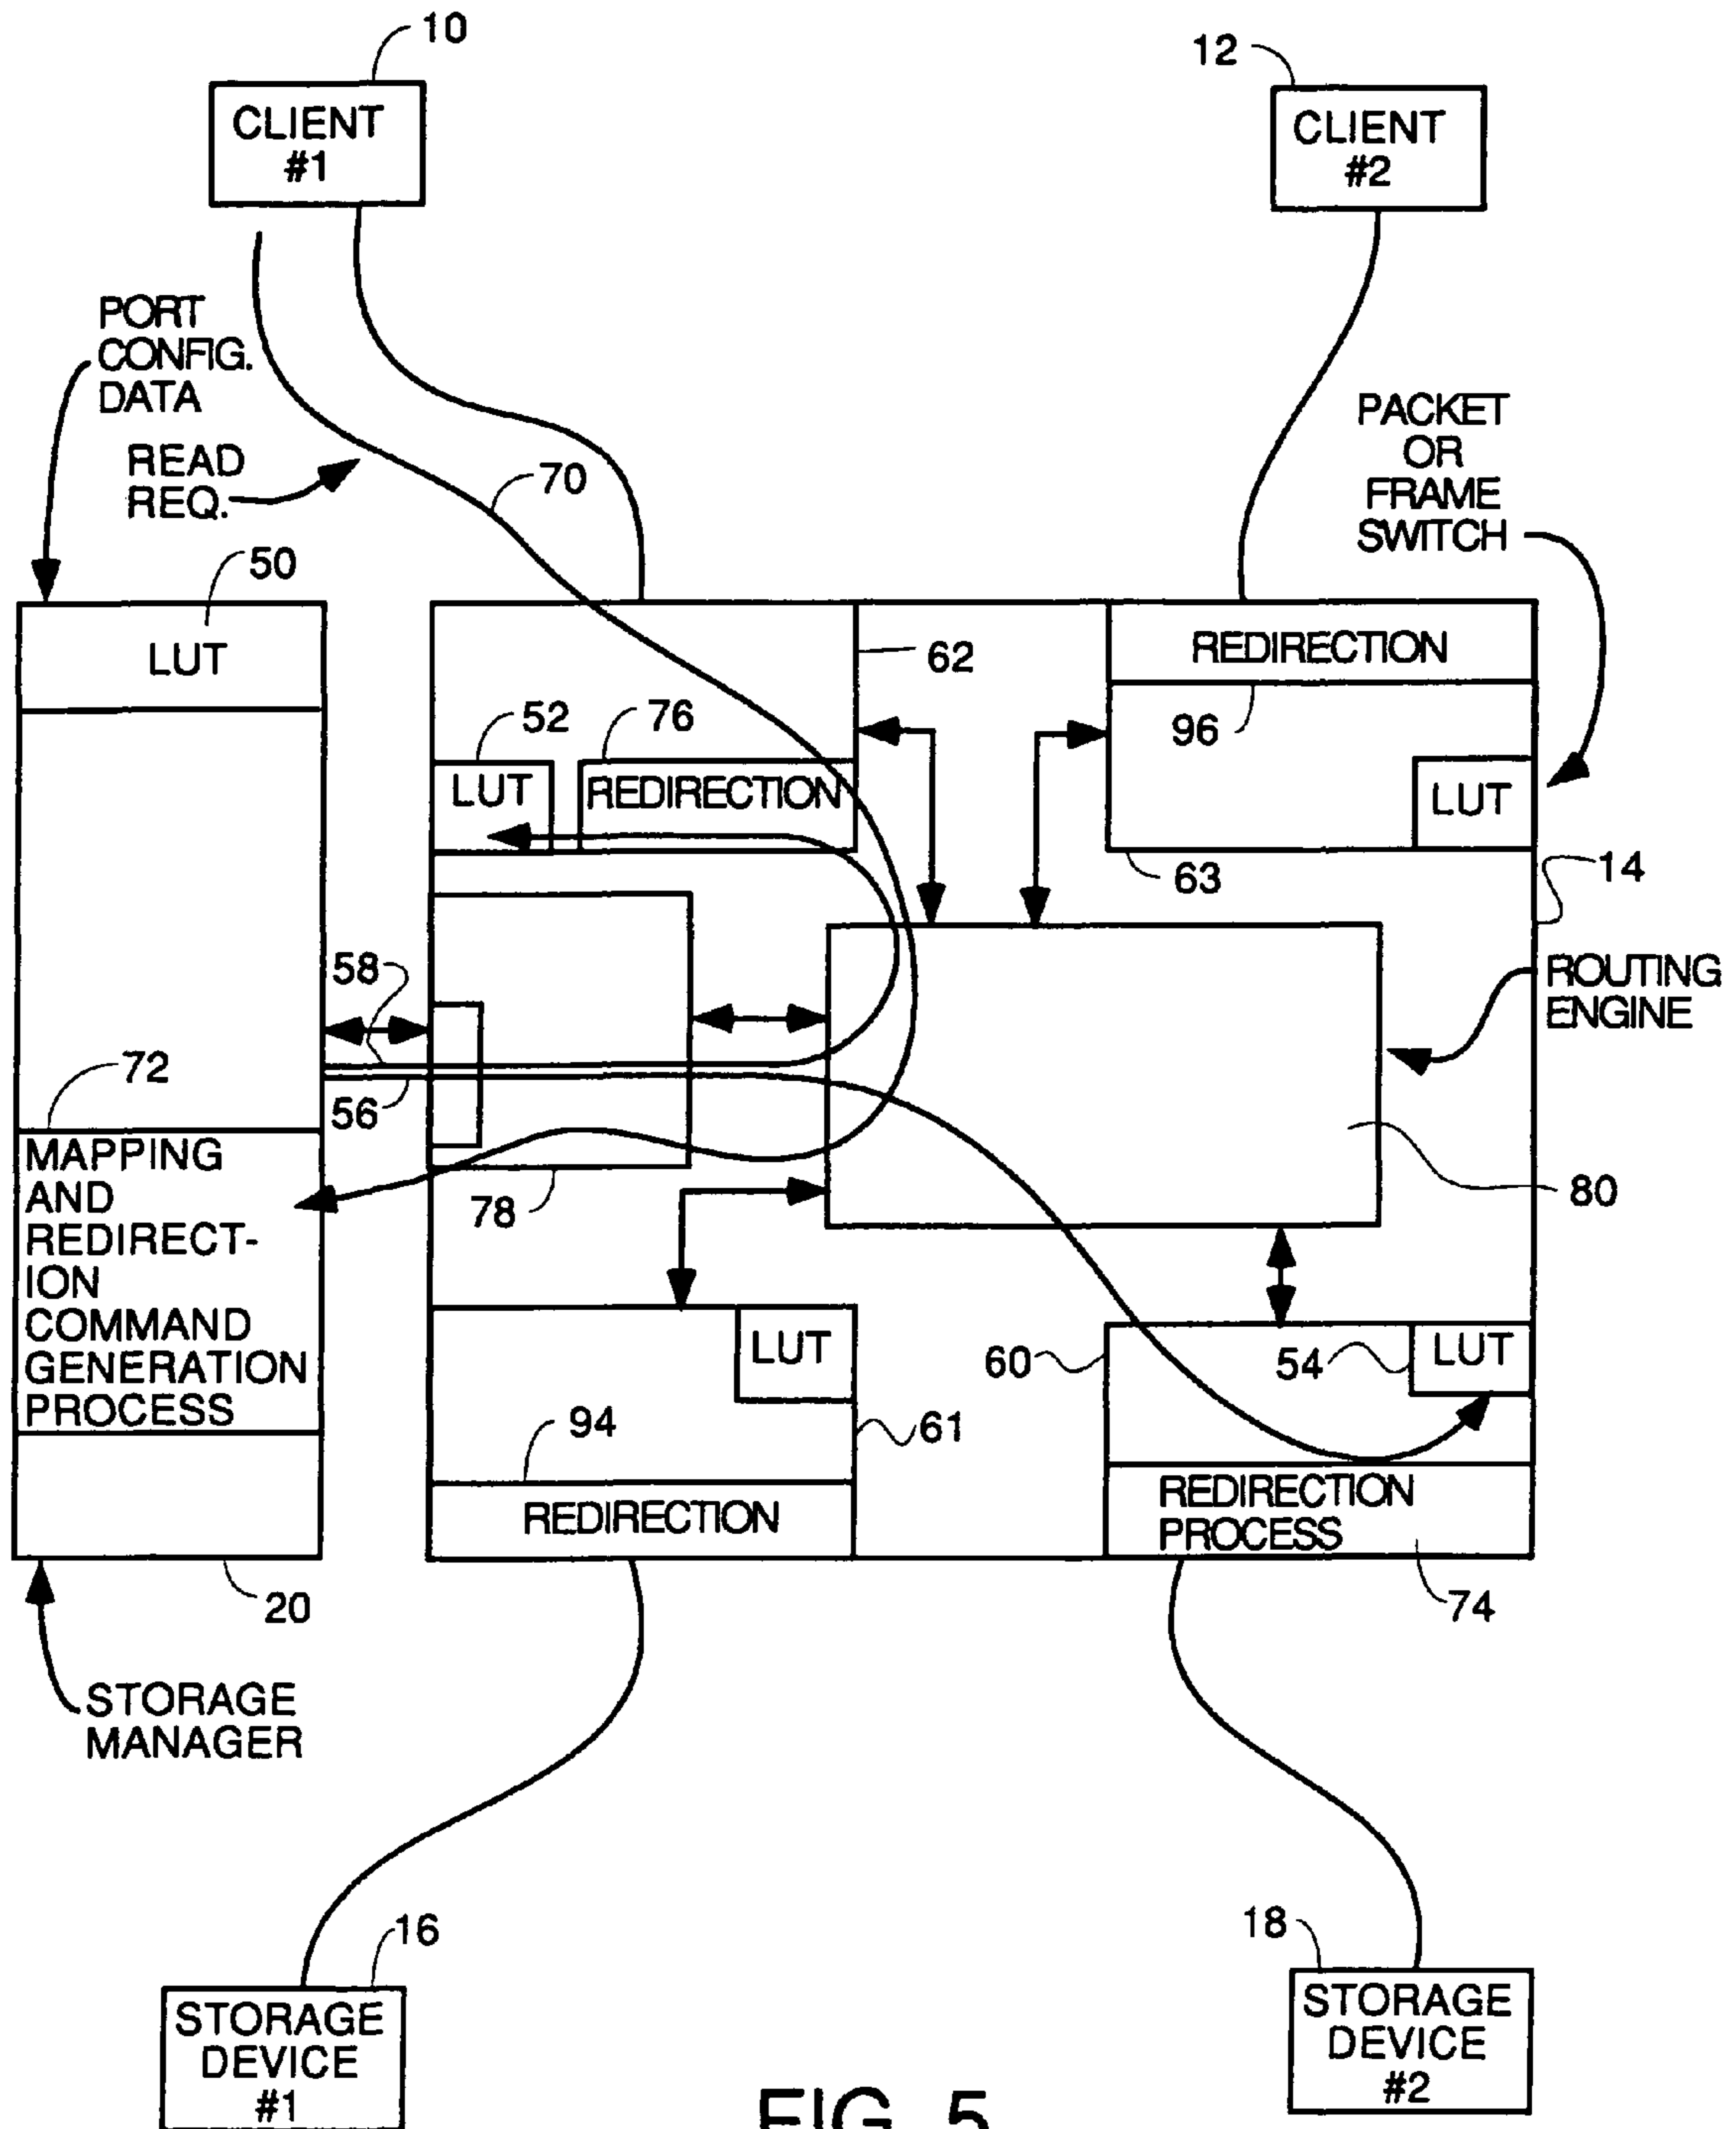 10
12
CLIENT
#1
CLIENT
#2
PORT
CONFIG.
DATA
READ
REQ.
70
PACKET
OR
FRAME
SWITCH
50
LUT
62
REDIRECTION
52
76
96
LUT
REDIRECTION
LUT
63
14
58
ROUTING
ENGINE
72
56
MAPPING
AND
REDIRECT-
ION
COMMAND
GENERATION
PROCESS
78
80
LUT
60
54
LUT
94
61
REDIRECTION
REDIRECTION
PROCESS
20
74
STORAGE
MANAGER
16
18
STORAGE
DEVICE
#1
STORAGE
DEVICE
#2
FIG. 5